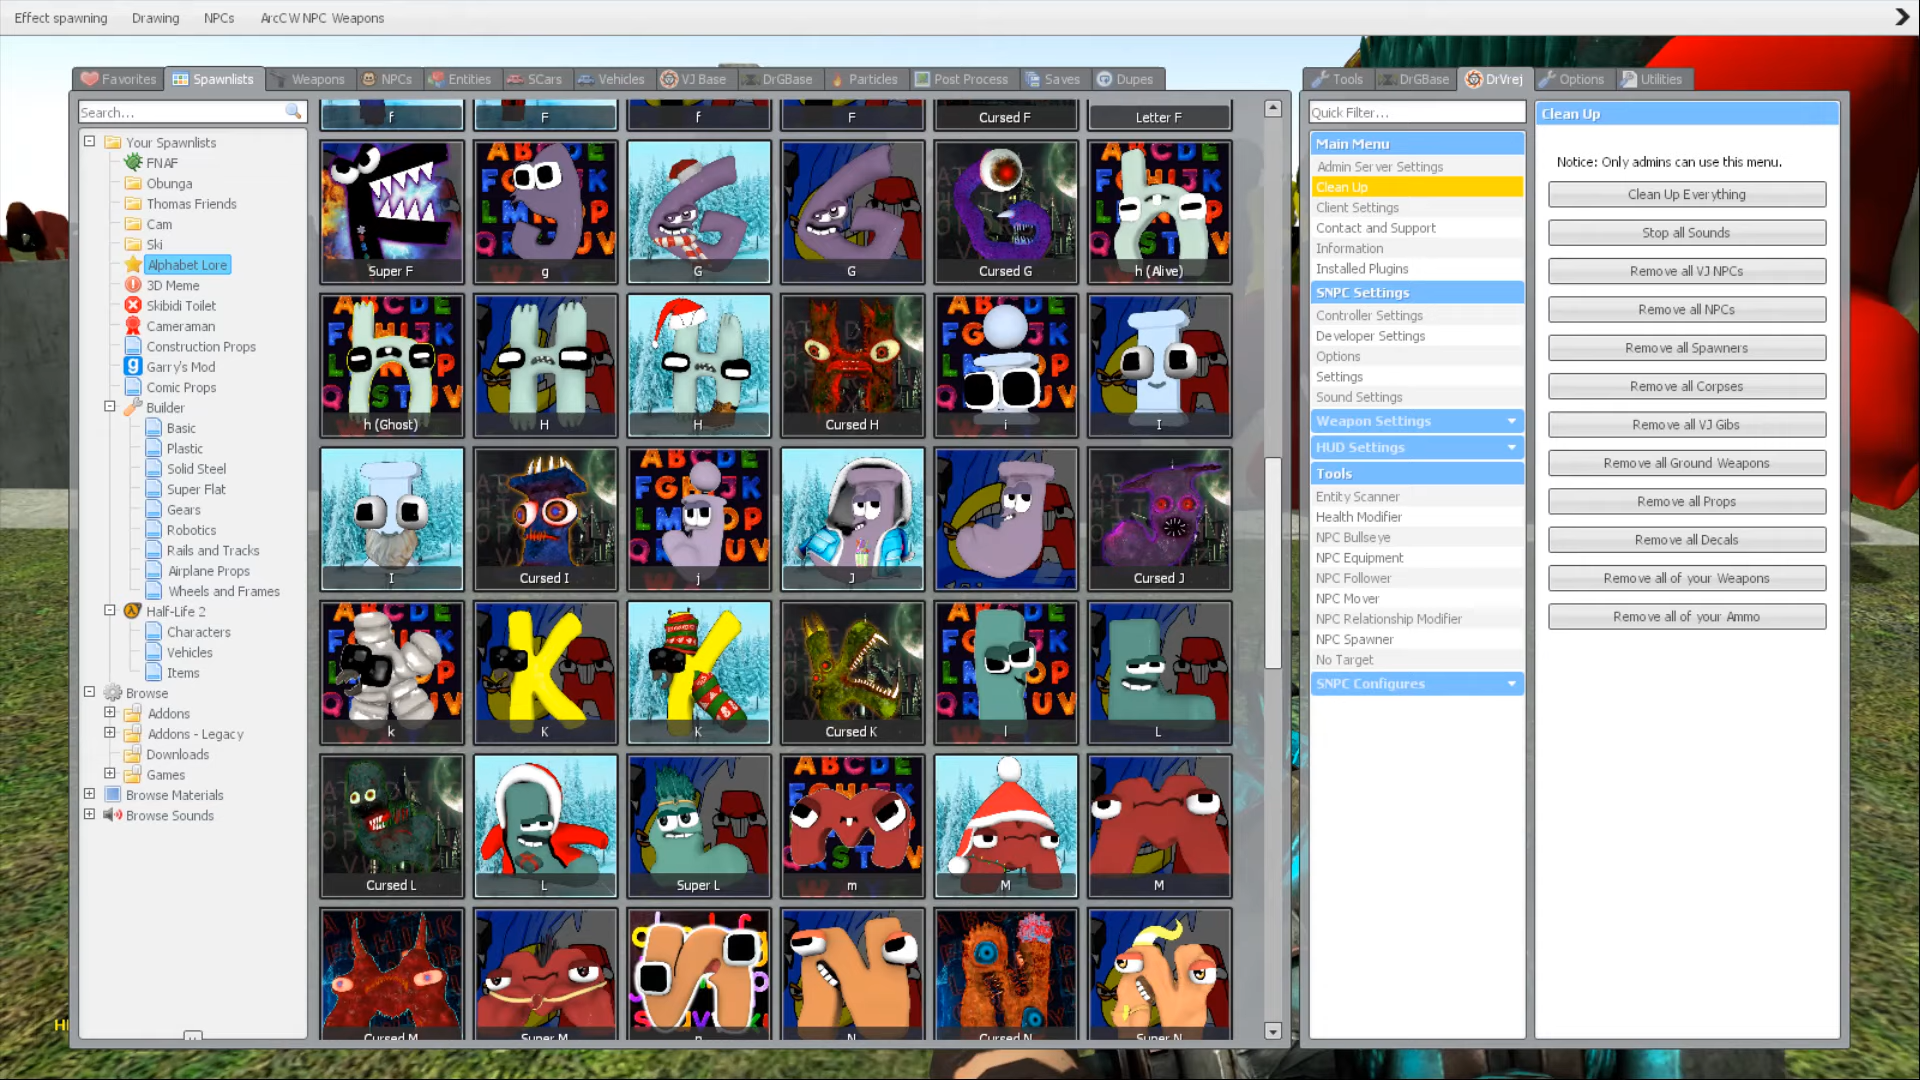 Effect spawning Drawing NPCs ArcCW NPC Weapons
Favorites Spawnlists Weapons NPCs Entities SCars Vehicles VJ Base DrGBase Particles Post Process Saves Dupes
Search...
Your Spawnlists
FNAF
Obunga
Thomas Friends
Cam
Ski
Alphabet Lore
3D Meme
Skibidi Toilet
Cameraman
Construction Props
Garry's Mod
Comic Props
Builder
Basic
Plastic
Solid Steel
Super Flat
Gears
Robotics
Rails and Tracks
Airplane Props
Wheels and Frames
Half-Life 2
Characters
Vehicles
Items
Browse
Addons
Addons - Legacy
Downloads
Games
Browse Materials
Browse Sounds
f F f F Cursed F Letter F
Super F g G G Cursed G h (Alive)
h (Ghost) H H Cursed H i I
I Cursed I j J Cursed J
k K K Cursed K l L
Cursed L L Super L m M M
Cursed M Super M n N Cursed N Super N
Tools DrGBase DrVrej Options Utilities
Quick Filter...
Main Menu
Admin Server Settings
Clean Up
Client Settings
Contact and Support
Information
Installed Plugins
SNPC Settings
Controller Settings
Developer Settings
Options
Settings
Sound Settings
Weapon Settings
HUD Settings
Tools
Entity Scanner
Health Modifier
NPC Bullseye
NPC Equipment
NPC Follower
NPC Mover
NPC Relationship Modifier
NPC Spawner
No Target
SNPC Configures
Clean Up
Notice: Only admins can use this menu.
Clean Up Everything
Stop all Sounds
Remove all VJ NPCs
Remove all NPCs
Remove all Spawners
Remove all Corpses
Remove all VJ Gibs
Remove all Ground Weapons
Remove all Props
Remove all Decals
Remove all of your Weapons
Remove all of your Ammo